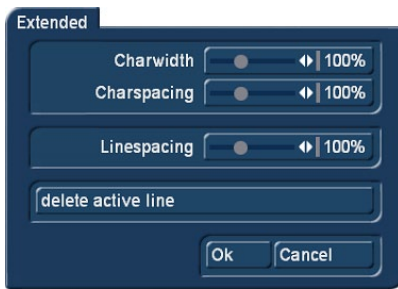 Extended
Charwidth 100%
Charspacing 100%
Linespacing 100%
delete active line
Ok Cancel